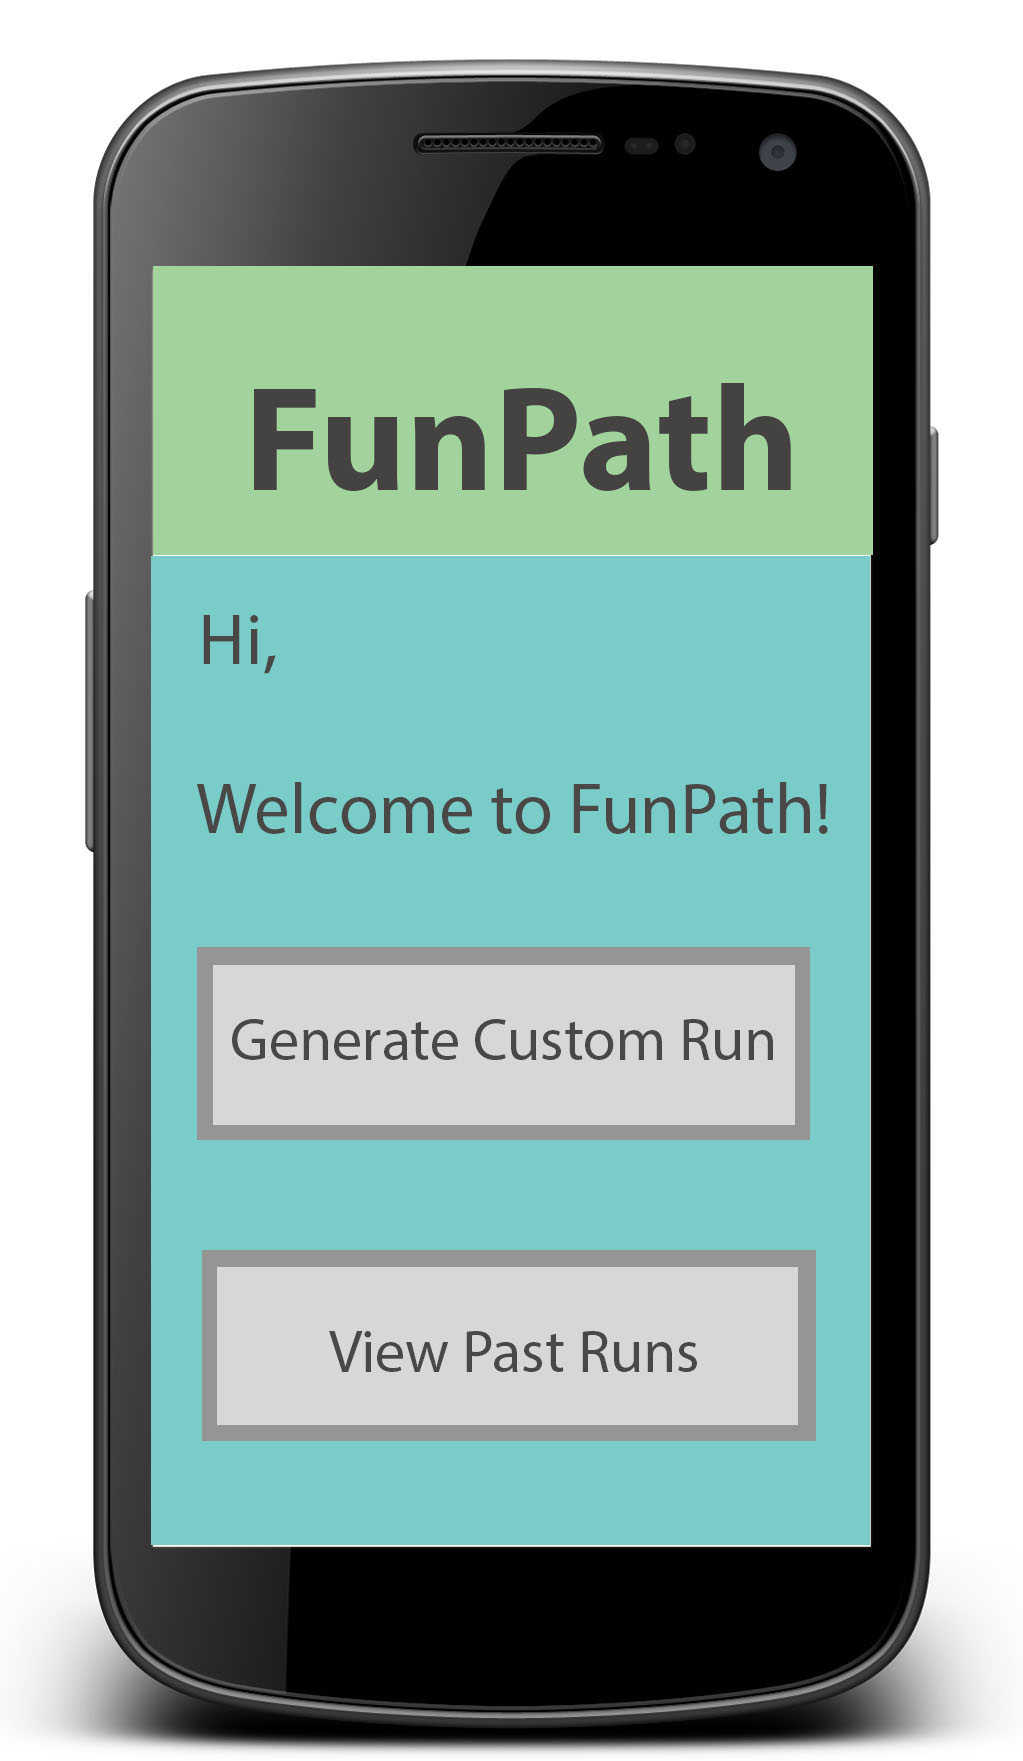 FunPath
Hi,
Welcome to FunPath!
Generate Custom Run
View Past Runs